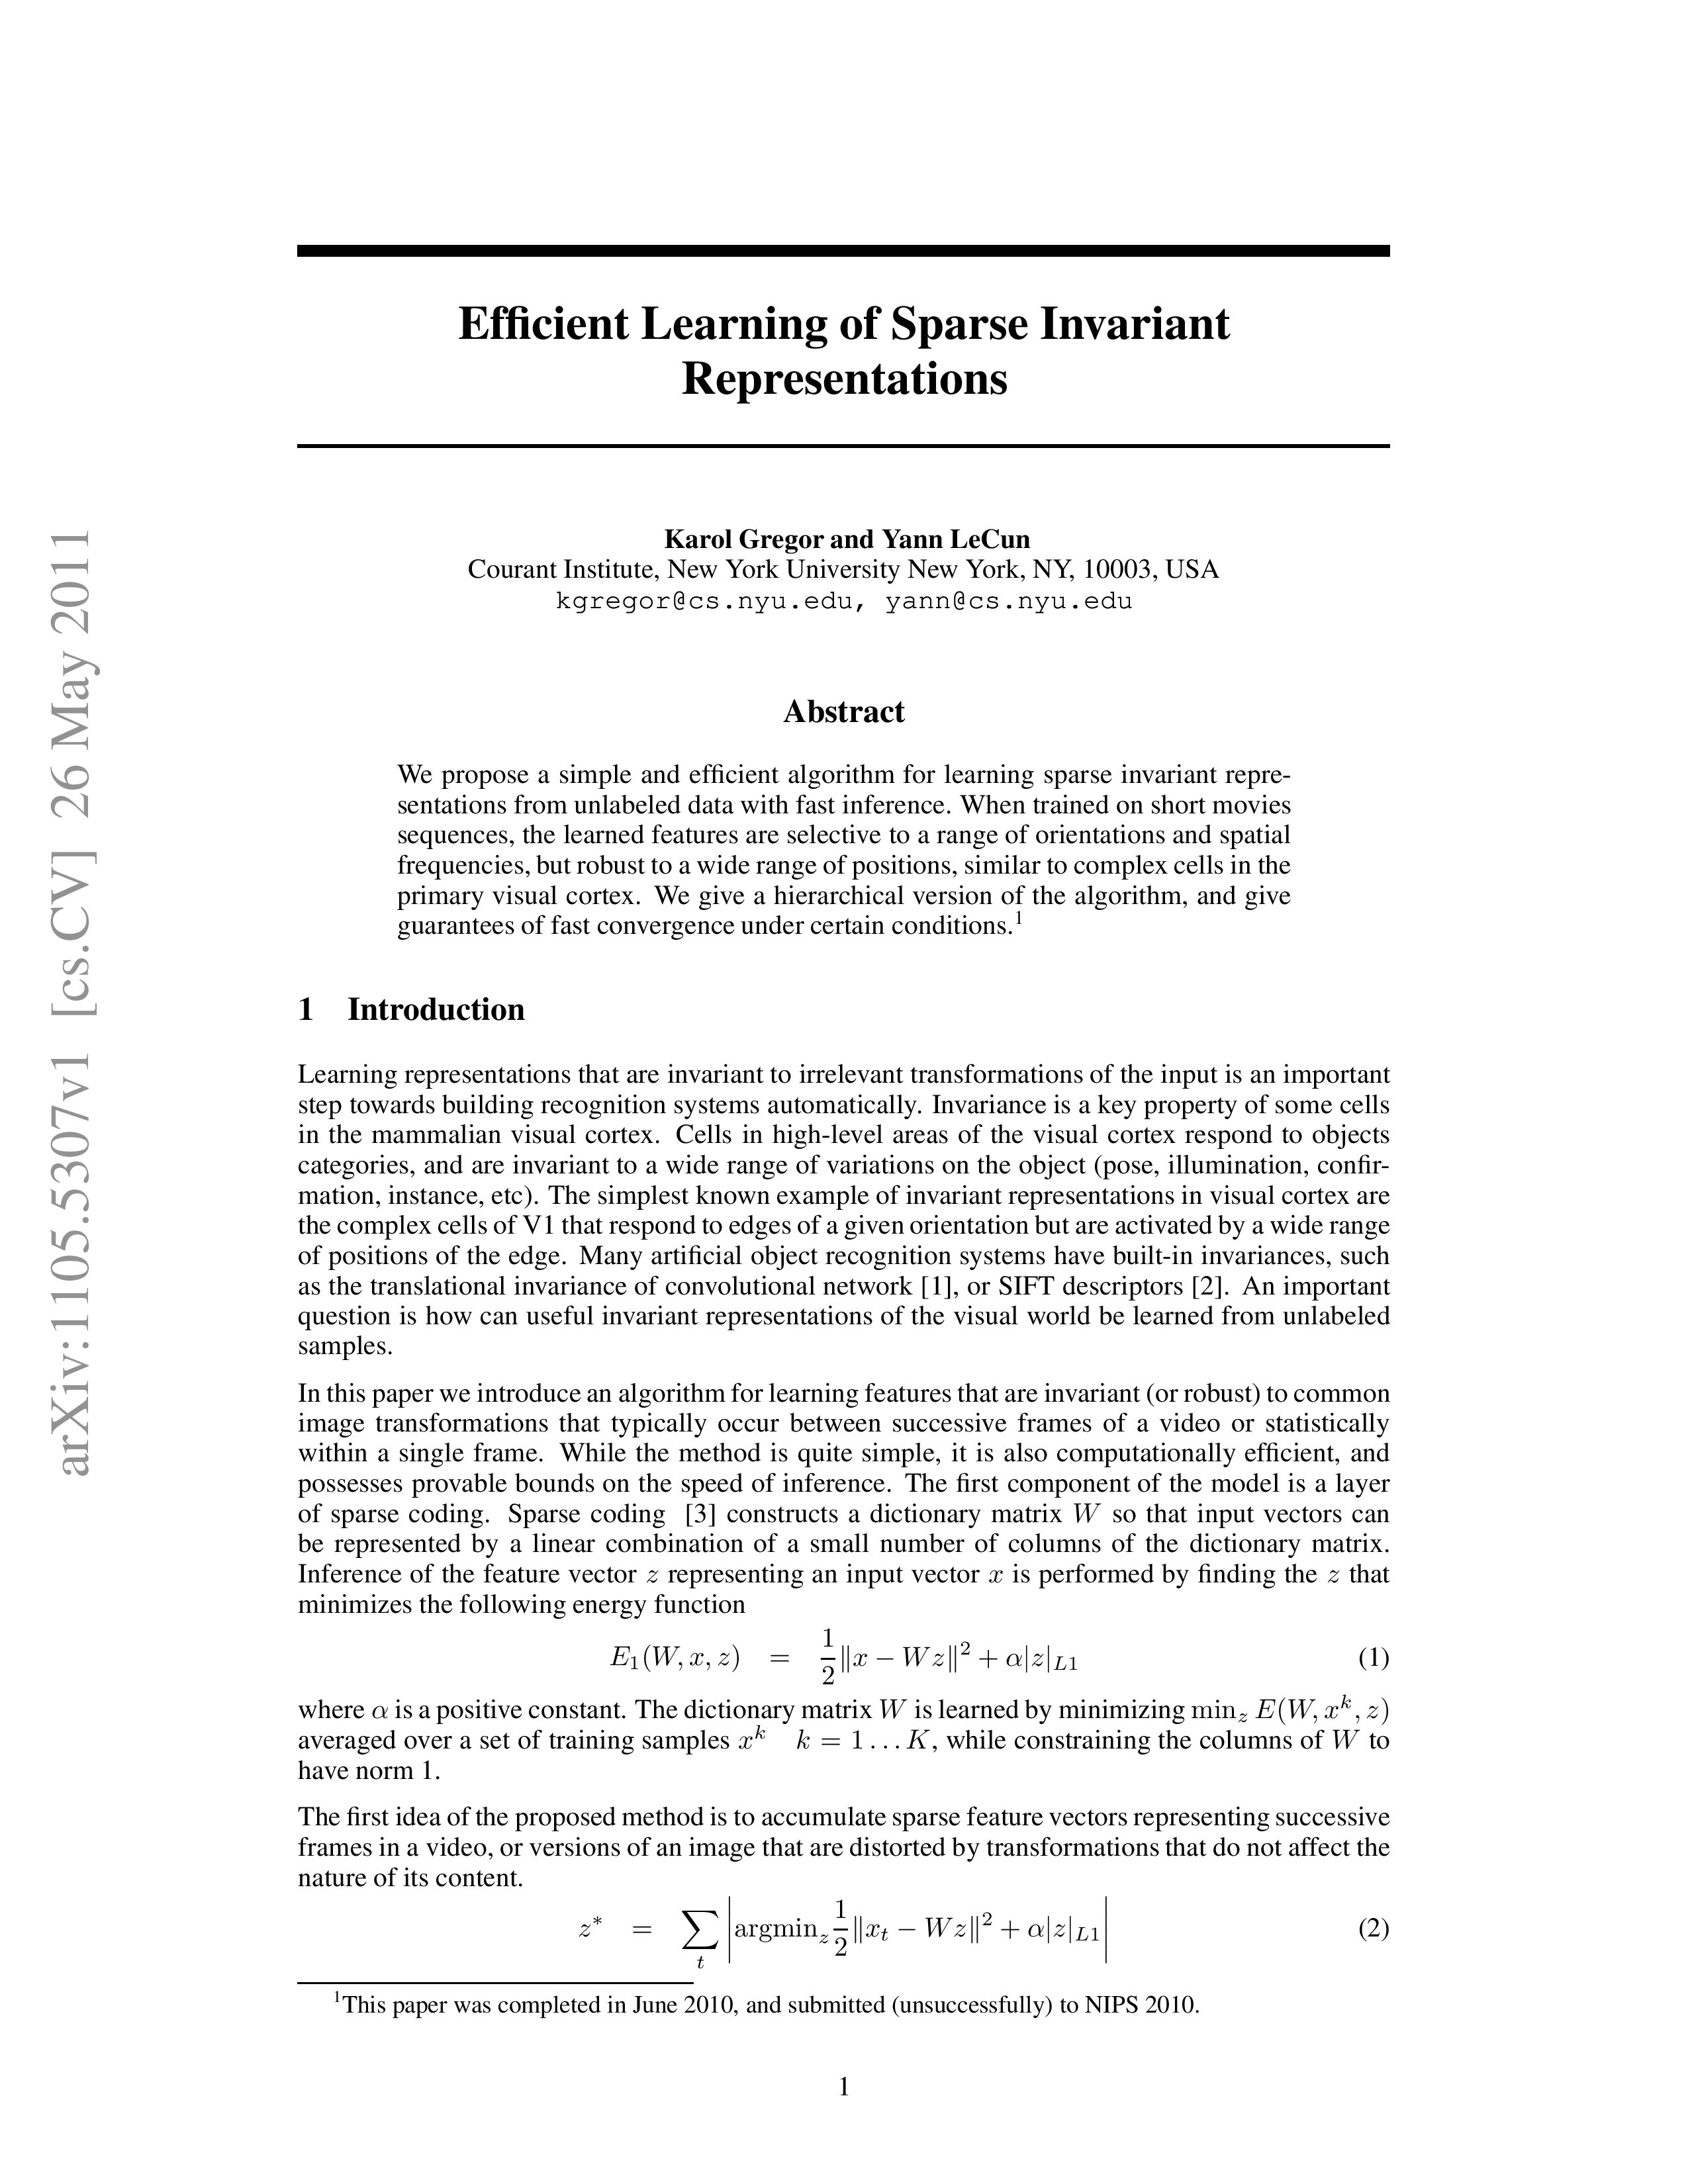 arXiv:1105.5307v1 [cs.CV] 26 May 2011
Efficient Learning of Sparse Invariant
Representations
Karol Gregor and Yann LeCun
Courant Institute, New York University New York, NY, 10003, USA
kgregor@cs.nyu.edu, yann@cs.nyu.edu
Abstract
We propose a simple and efficient algorithm for learning sparse invariant repre-
sentations from unlabeled data with fast inference. When trained on short movies
sequences, the learned features are selective to a range of orientations and spatial
frequencies, but robust to a wide range of positions, similar to complex cells in the
primary visual cortex. We give a hierarchical version of the algorithm, and give
guarantees of fast convergence under certain conditions.¹
1 Introduction
Learning representations that are invariant to irrelevant transformations of the input is an important
step towards building recognition systems automatically. Invariance is a key property of some cells
in the mammalian visual cortex. Cells in high-level areas of the visual cortex respond to objects
categories, and are invariant to a wide range of variations on the object (pose, illumination, confir-
mation, instance, etc). The simplest known example of invariant representations in visual cortex are
the complex cells of V1 that respond to edges of a given orientation but are activated by a wide range
of positions of the edge. Many artificial object recognition systems have built-in invariances, such
as the translational invariance of convolutional network [1], or SIFT descriptors [2]. An important
question is how can useful invariant representations of the visual world be learned from unlabeled
samples.
In this paper we introduce an algorithm for learning features that are invariant (or robust) to common
image transformations that typically occur between successive frames of a video or statistically
within a single frame. While the method is quite simple, it is also computationally efficient, and
possesses provable bounds on the speed of inference. The first component of the model is a layer
of sparse coding. Sparse coding [3] constructs a dictionary matrix W so that input vectors can
be represented by a linear combination of a small number of columns of the dictionary matrix.
Inference of the feature vector z representing an input vector x is performed by finding the z that
minimizes the following energy function
E₁(W, x, z) = 1/2 ‖x − Wz‖² + α|z|_{L1} (1)
where α is a positive constant. The dictionary matrix W is learned by minimizing min_z E(W, x^k, z)
averaged over a set of training samples x^k k = 1 . . . K, while constraining the columns of W to
have norm 1.
The first idea of the proposed method is to accumulate sparse feature vectors representing successive
frames in a video, or versions of an image that are distorted by transformations that do not affect the
nature of its content.
z* = ∑_t |argmin_z 1/2 ‖x_t − Wz‖² + α|z|_{L1}| (2)
¹This paper was completed in June 2010, and submitted (unsuccessfully) to NIPS 2010.
1